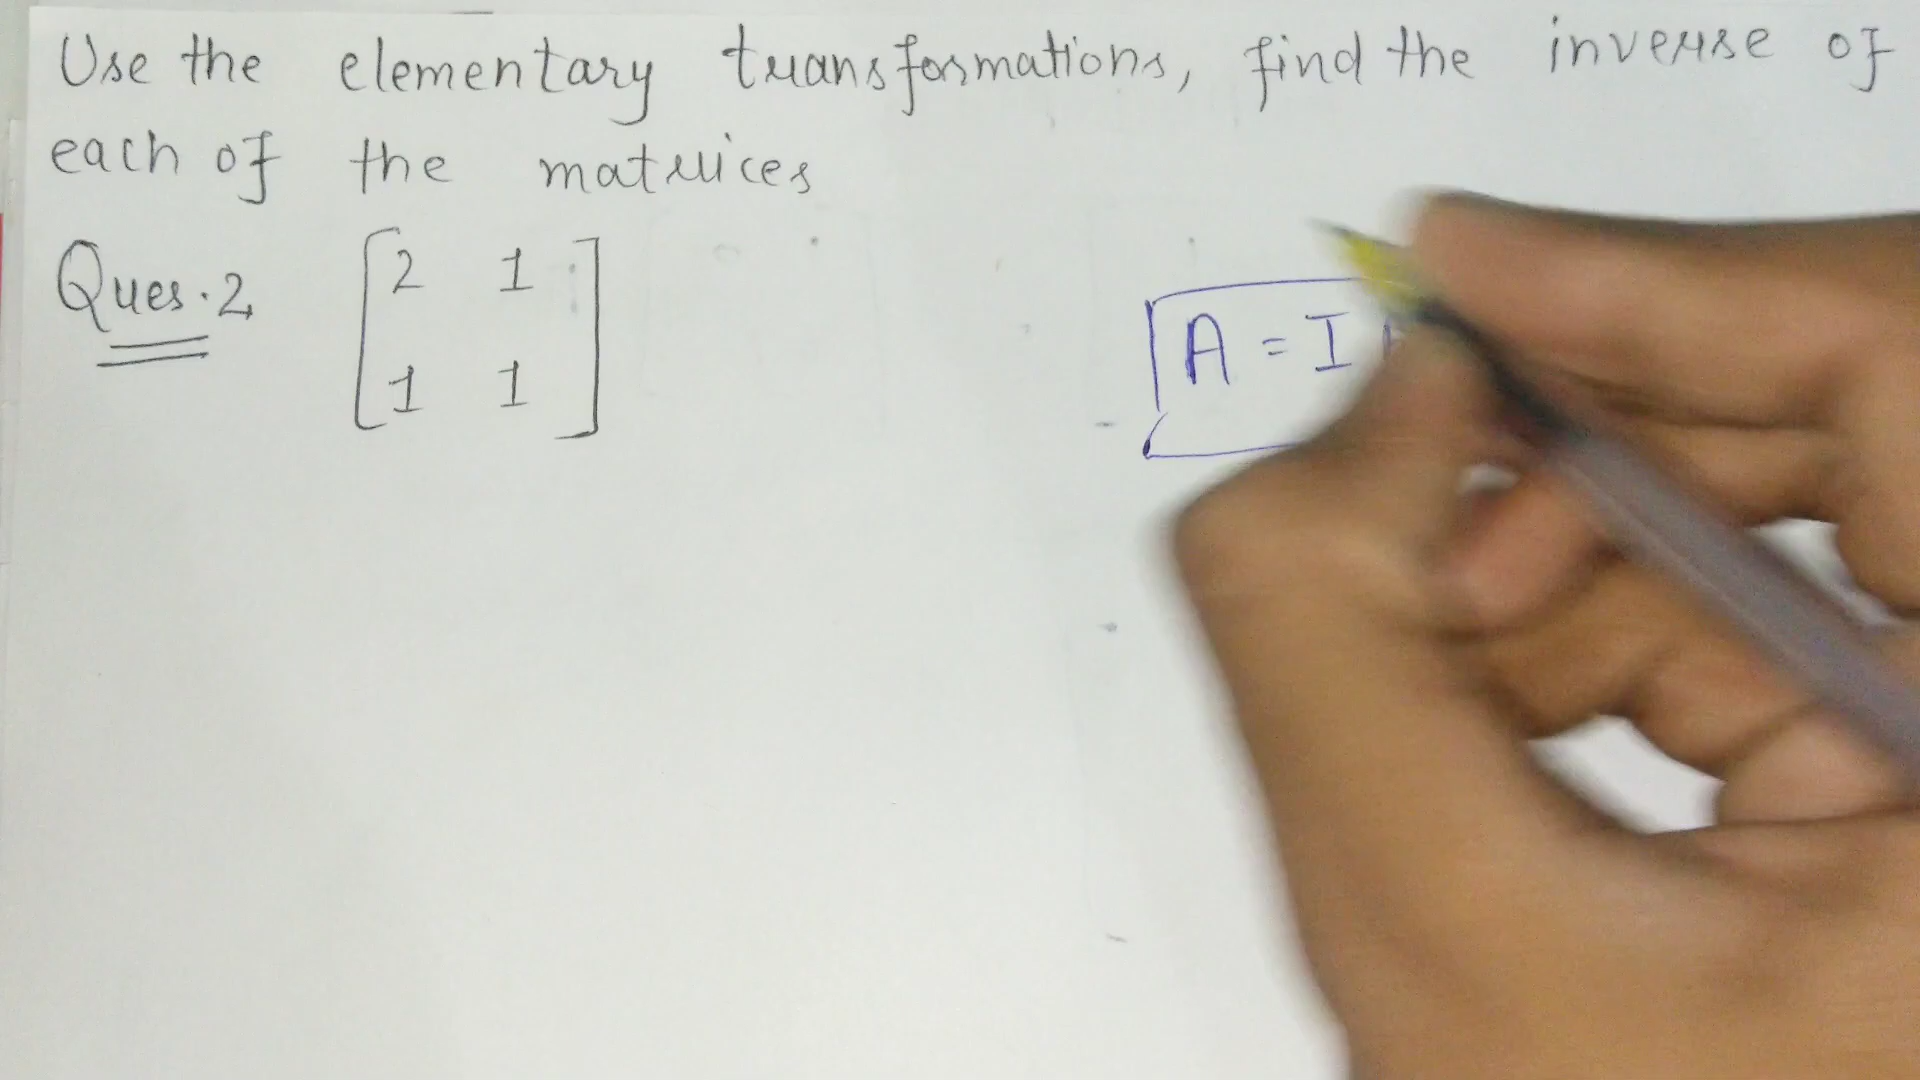 Use the elementary transformations, find the inverse of
each of the matrices
Ques.2
2 1
1 1
A = I